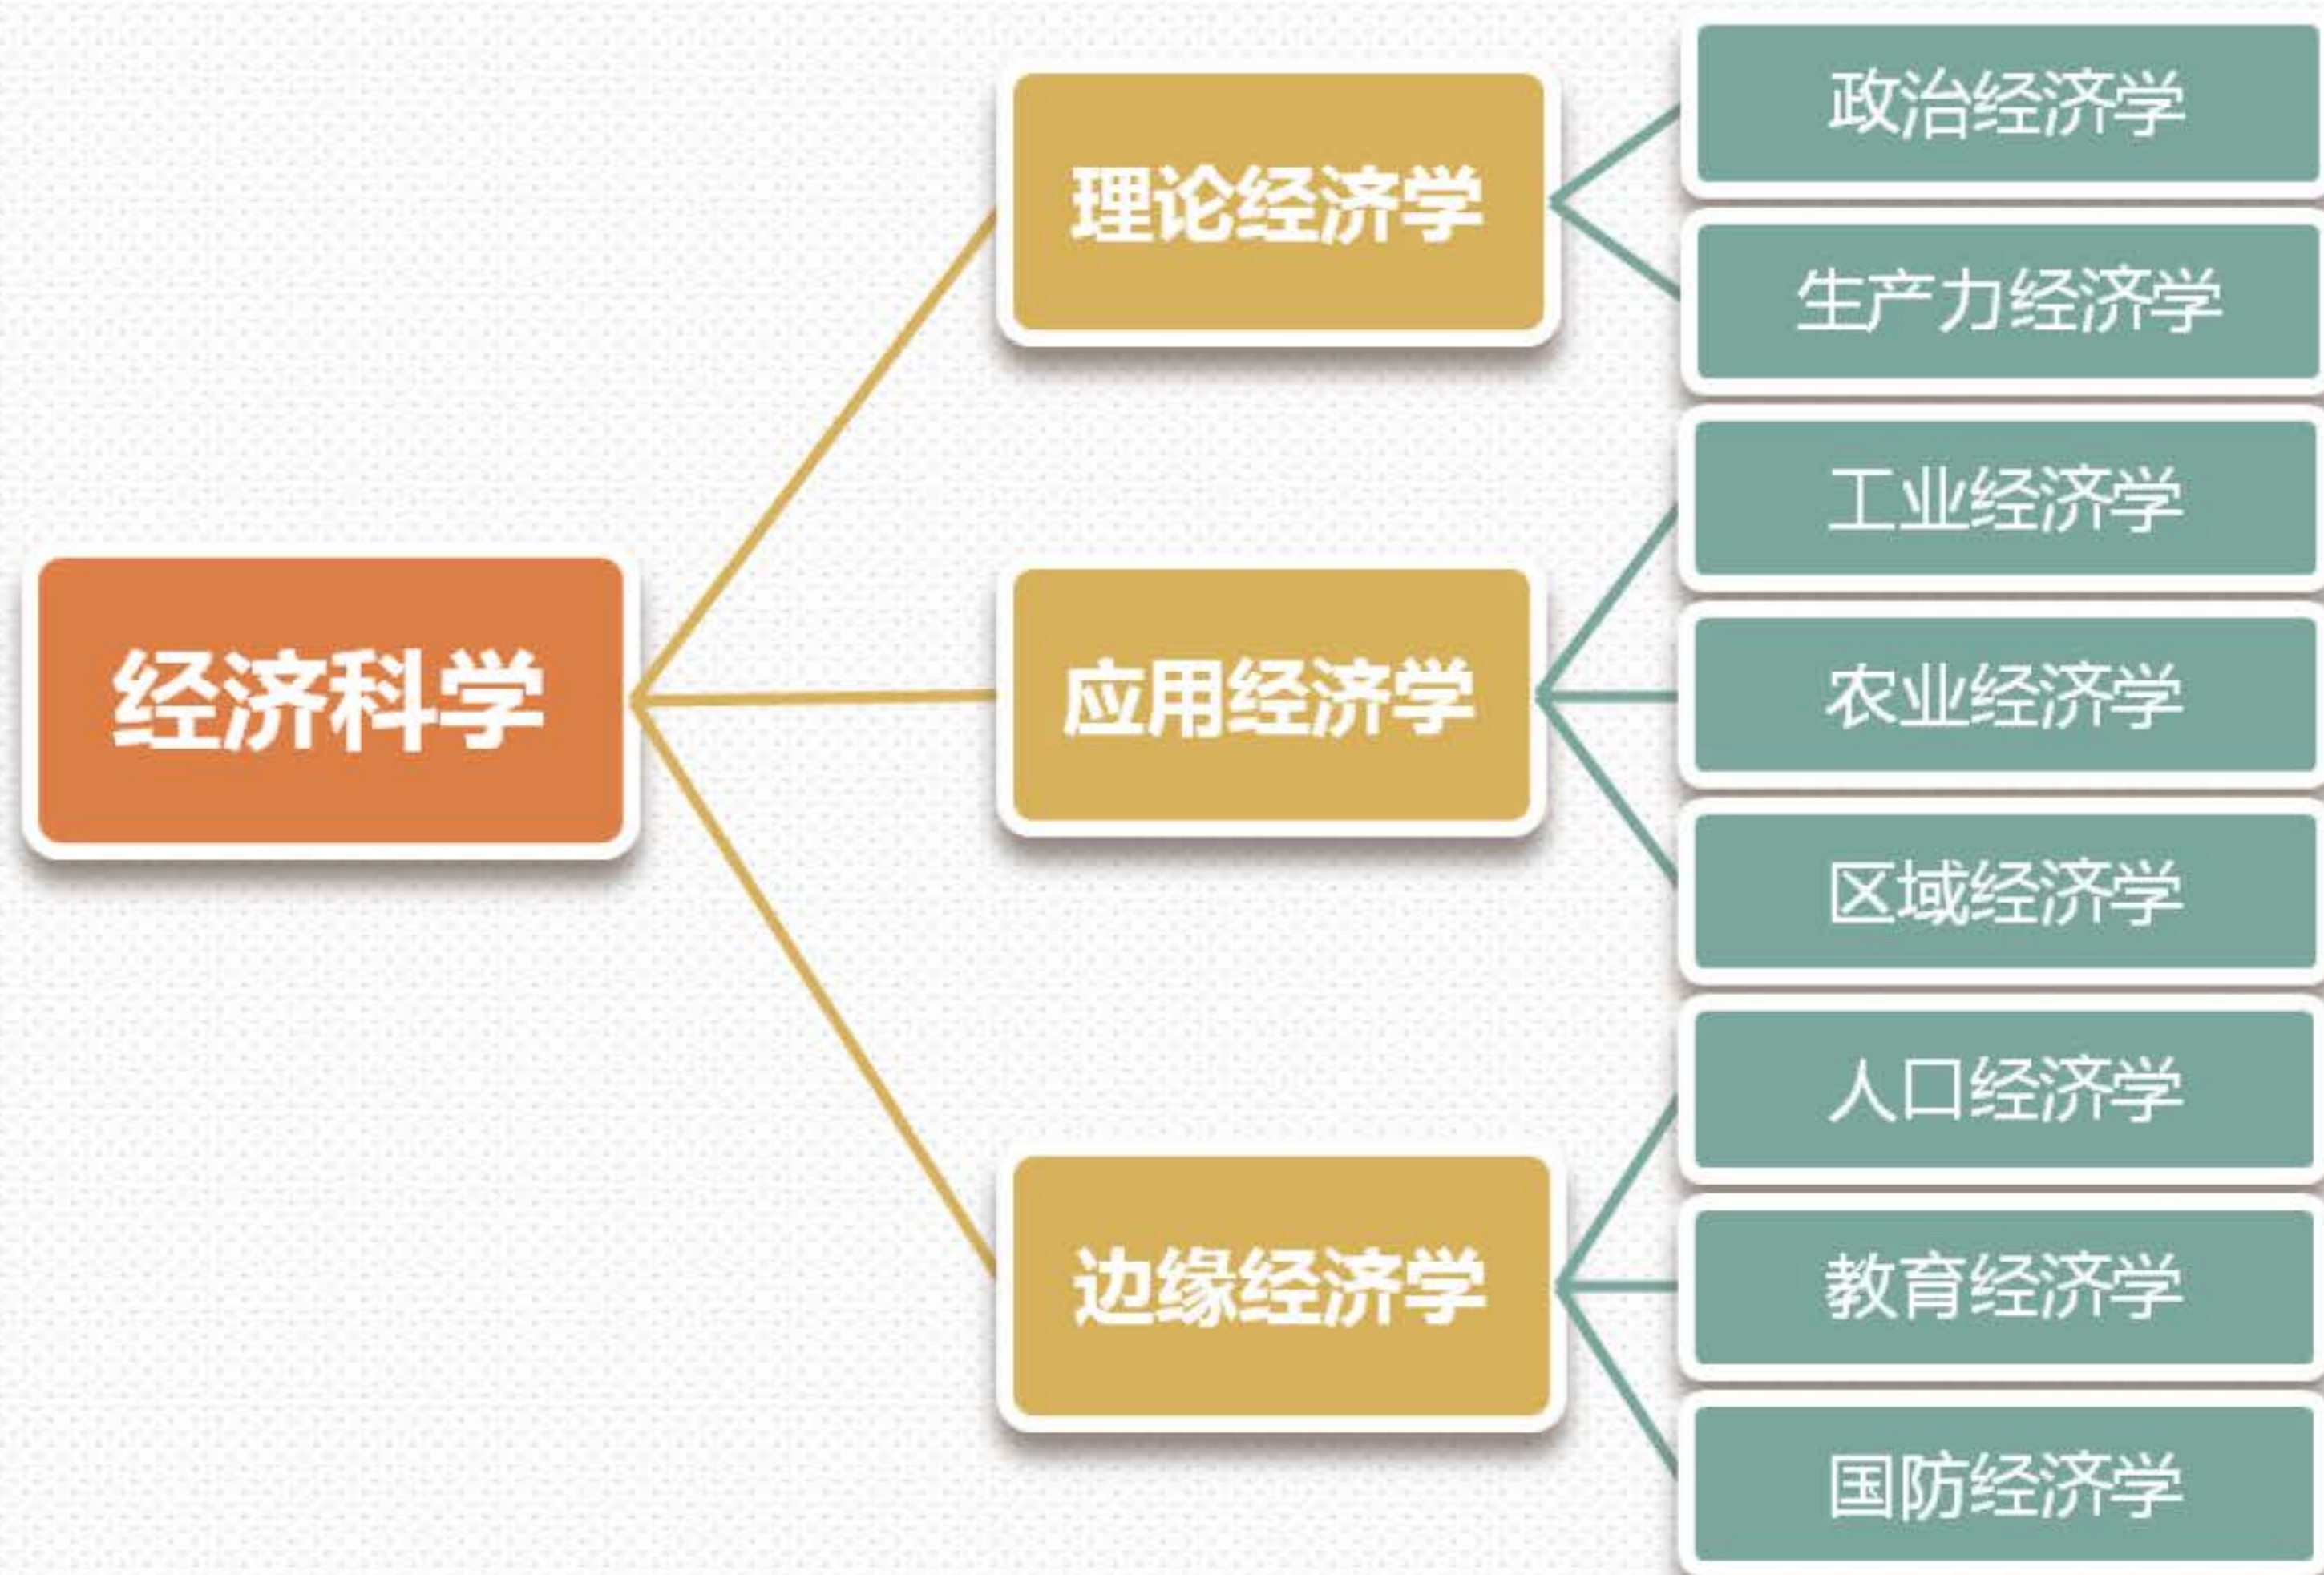 经济科学
理论经济学
政治经济学
生产力经济学
应用经济学
工业经济学
农业经济学
区域经济学
边缘经济学
人口经济学
教育经济学
国防经济学